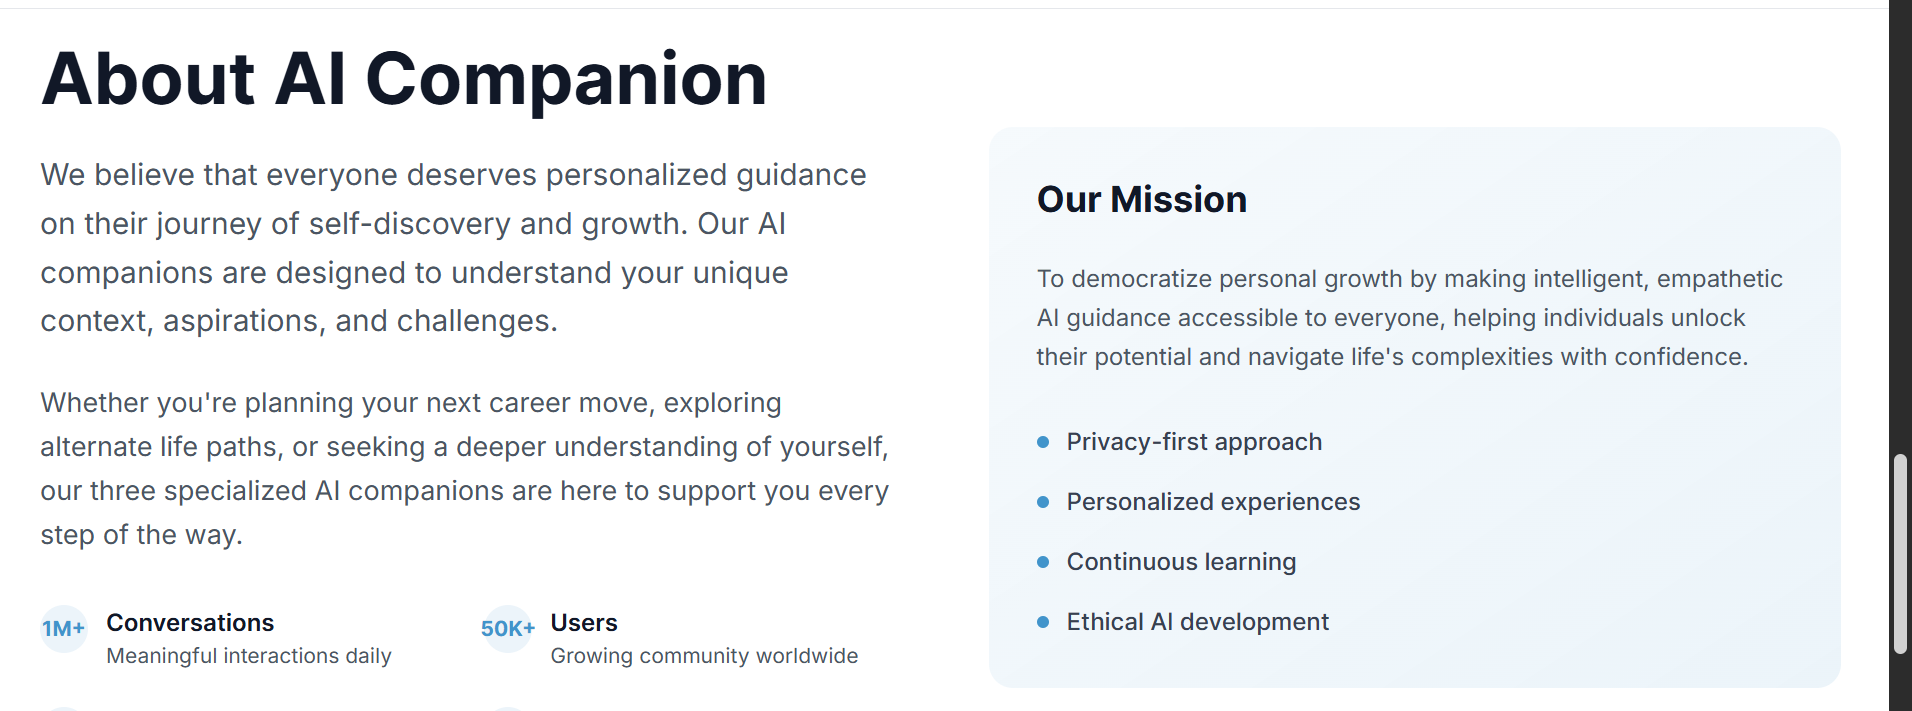 About AI Companion
We believe that everyone deserves personalized guidance
on their journey of self-discovery and growth. Our AI
companions are designed to understand your unique
context, aspirations, and challenges.
Whether you're planning your next career move, exploring
alternate life paths, or seeking a deeper understanding of yourself,
our three specialized AI companions are here to support you every
step of the way.
1M+
Conversations
Meaningful interactions daily
50K+
Users
Growing community worldwide
Our Mission
To democratize personal growth by making intelligent, empathetic
AI guidance accessible to everyone, helping individuals unlock
their potential and navigate life's complexities with confidence.
Privacy-first approach
Personalized experiences
Continuous learning
Ethical AI development